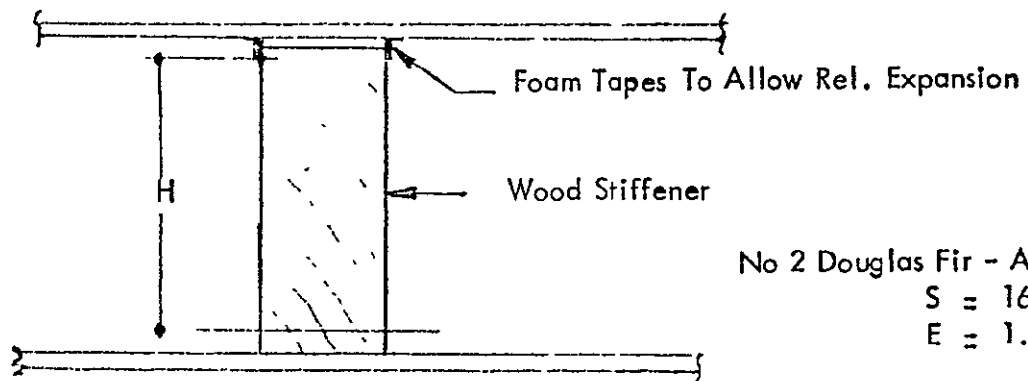 Foam Tapes To Allow Rel. Expansion
H
Wood Stiffener
No 2 Douglas Fir - A
S = 16
E = 1.